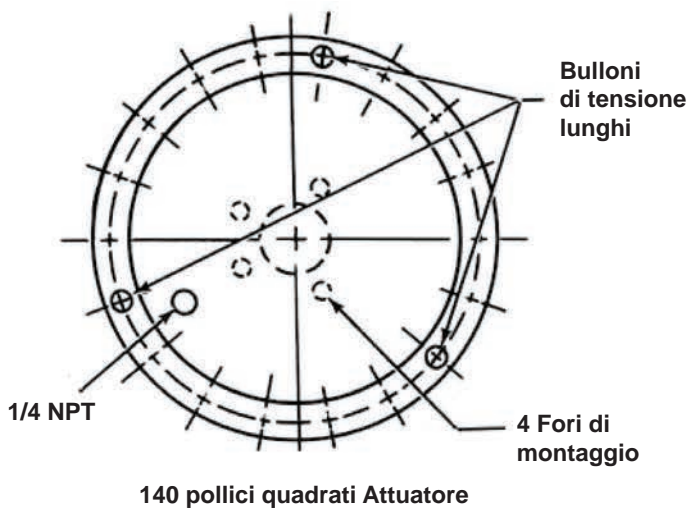 Bulloni
di tensione
lunghi
1/4 NPT
4 Fori di
montaggio
140 pollici quadrati Attuatore